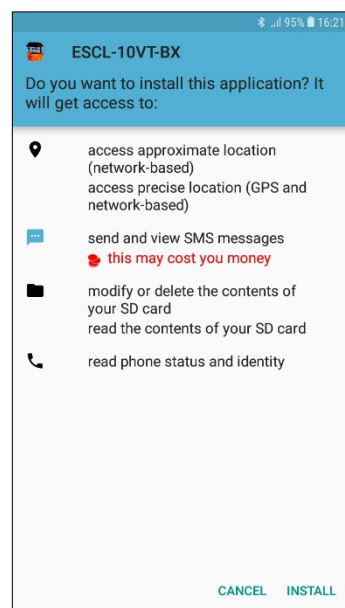 95% 16:21
ESCL-10VT-BX
Do you want to install this application? It
will get access to:
access approximate location
(network-based)
access precise location (GPS and
network-based)
send and view SMS messages
this may cost you money
modify or delete the contents of
your SD card
read the contents of your SD card
read phone status and identity
CANCEL INSTALL